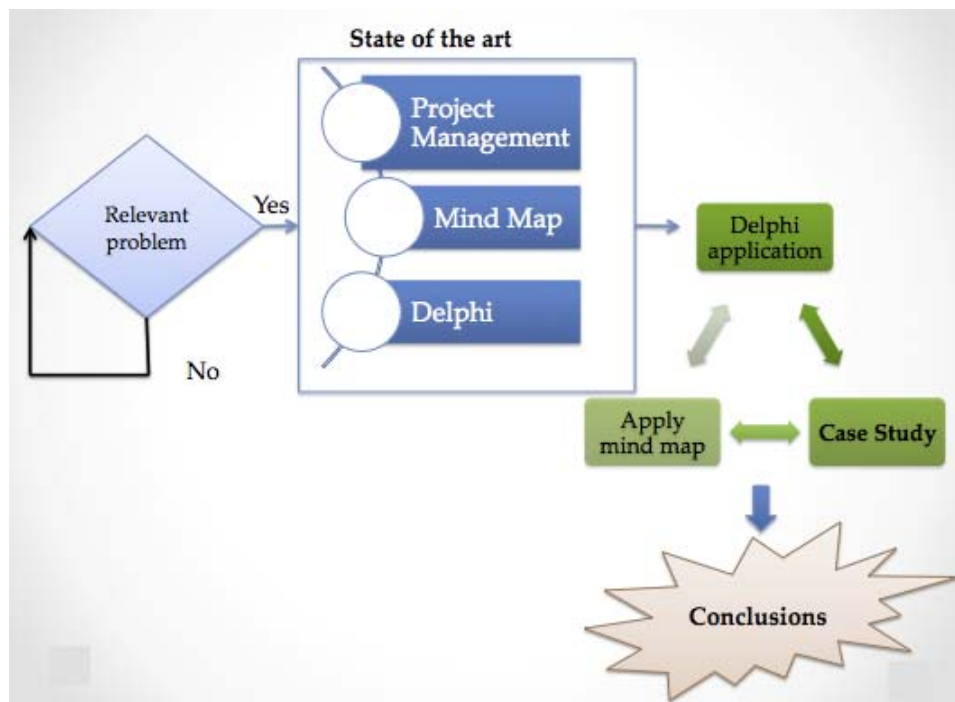 State of the art
Project
Management
Mind Map
Delphi
Relevant
problem
Yes
No
Delphi
application
Apply
mind map
Case Study
Conclusions